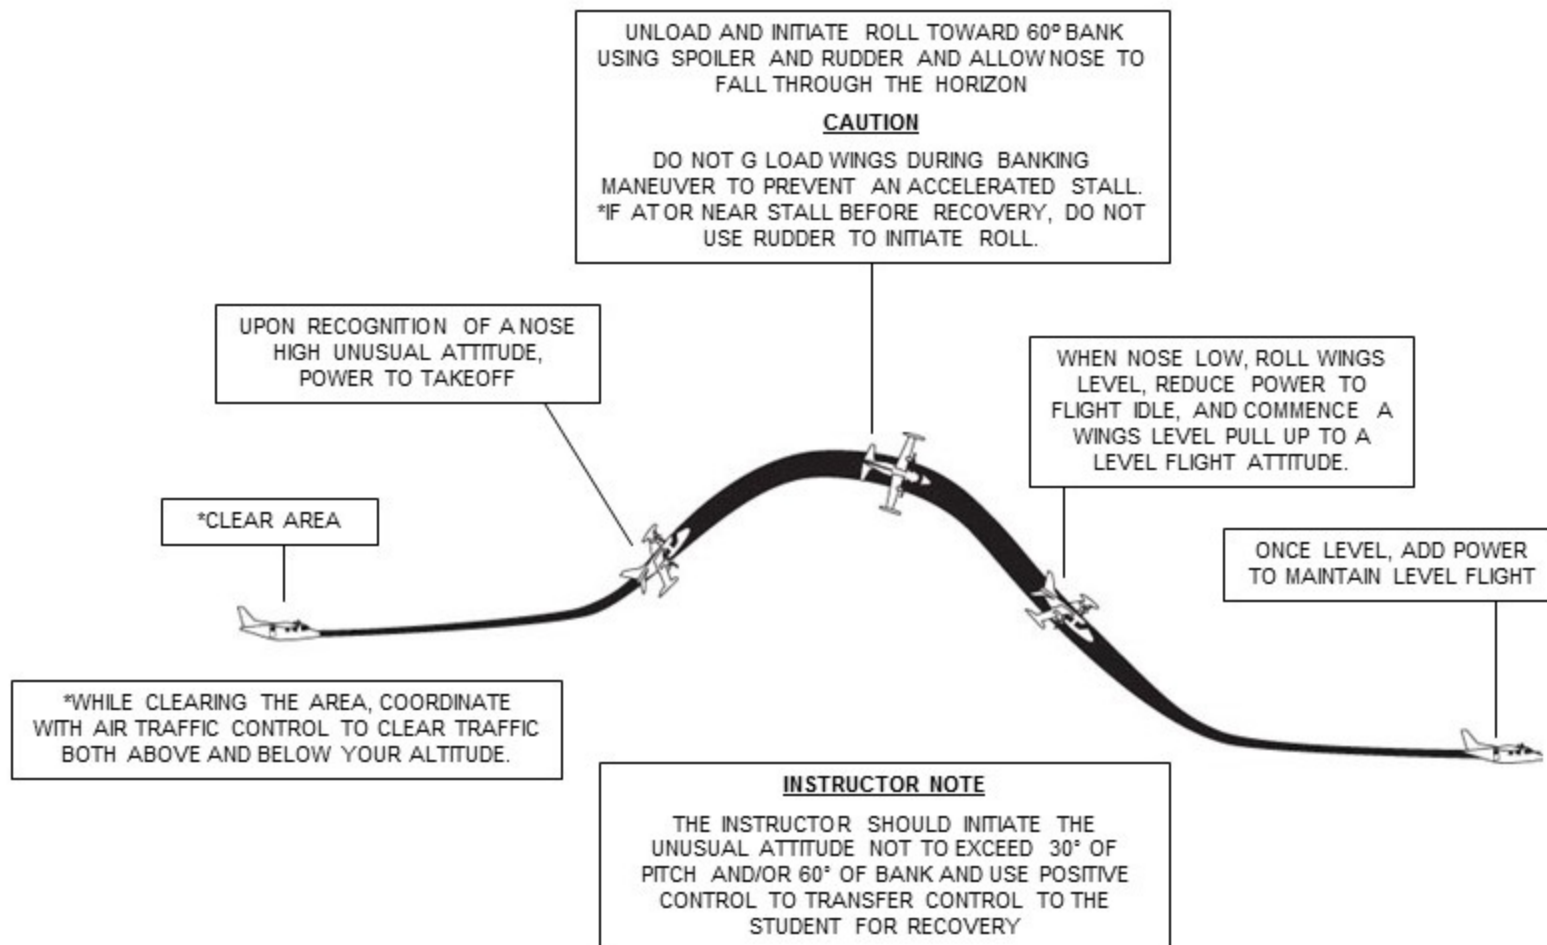 UNLOAD AND INITIATE ROLL TOWARD 60º BANK
USING SPOILER AND RUDDER AND ALLOW NOSE TO
FALL THROUGH THE HORIZON
CAUTION
DO NOT G LOAD WINGS DURING BANKING
MANEUVER TO PREVENT AN ACCELERATED STALL.
*IF AT OR NEAR STALL BEFORE RECOVERY, DO NOT
USE RUDDER TO INITIATE ROLL.
UPON RECOGNITION OF A NOSE
HIGH UNUSUAL ATTITUDE,
POWER TO TAKEOFF
WHEN NOSE LOW, ROLL WINGS
LEVEL, REDUCE POWER TO
FLIGHT IDLE, AND COMMENCE A
WINGS LEVEL PULL UP TO A
LEVEL FLIGHT ATTITUDE.
*CLEAR AREA
ONCE LEVEL, ADD POWER
TO MAINTAIN LEVEL FLIGHT
*WHILE CLEARING THE AREA, COORDINATE
WITH AIR TRAFFIC CONTROL TO CLEAR TRAFFIC
BOTH ABOVE AND BELOW YOUR ALTITUDE.
INSTRUCTOR NOTE
THE INSTRUCTOR SHOULD INITIATE THE
UNUSUAL ATTITUDE NOT TO EXCEED 30° OF
PITCH AND/OR 60° OF BANK AND USE POSITIVE
CONTROL TO TRANSFER CONTROL TO THE
STUDENT FOR RECOVERY